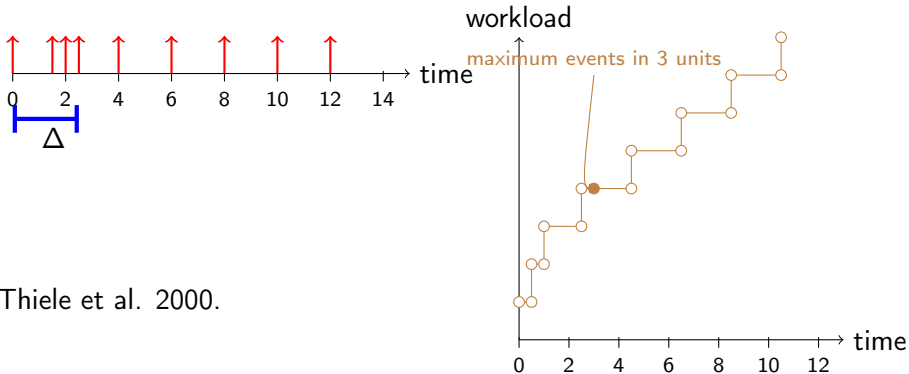 time
0 2 4 6 8 10 12 14
Δ
Thiele et al. 2000.
workload
maximum events in 3 units
time
0 2 4 6 8 10 12